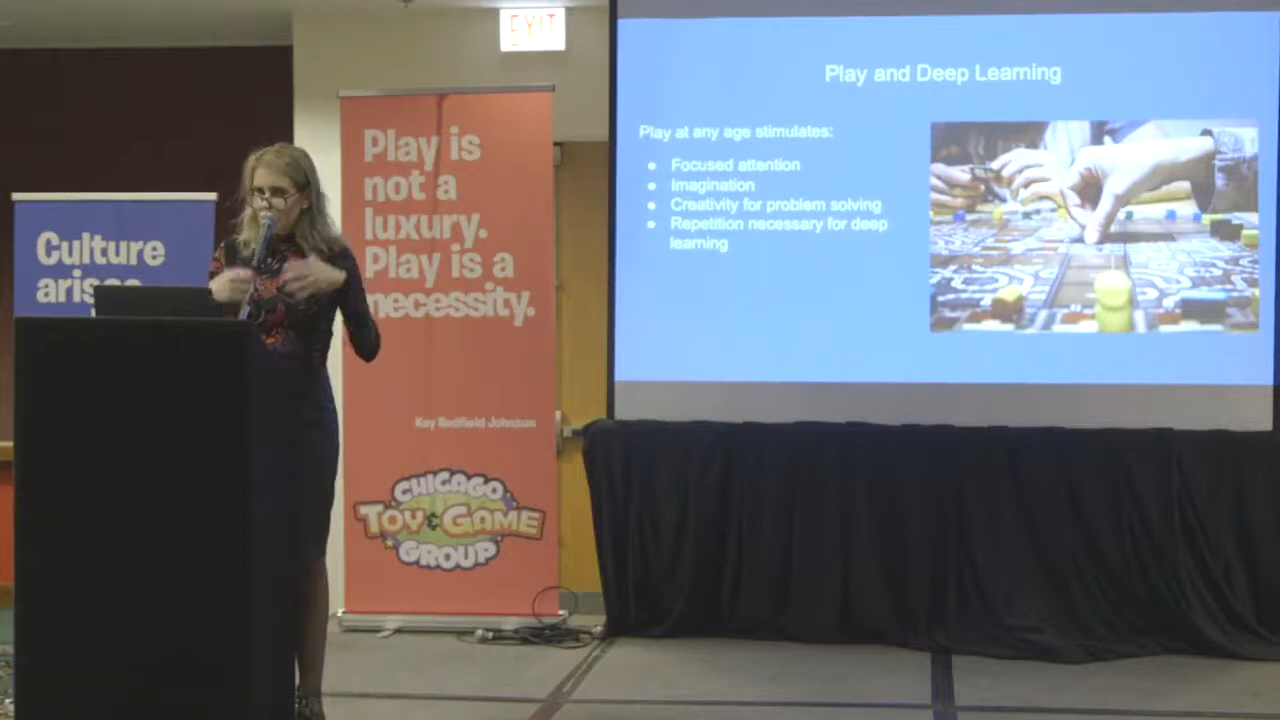 EXIT
Culture
Play is
not a
luxury.
Play is a
necessity.
Kay Redfield Johnson
CHICAGO
TOY & GAME
GROUP
Play and Deep Learning
Play at any age stimulates:
● Focused attention
● Imagination
● Creativity for problem solving
● Repetition necessary for deep
learning